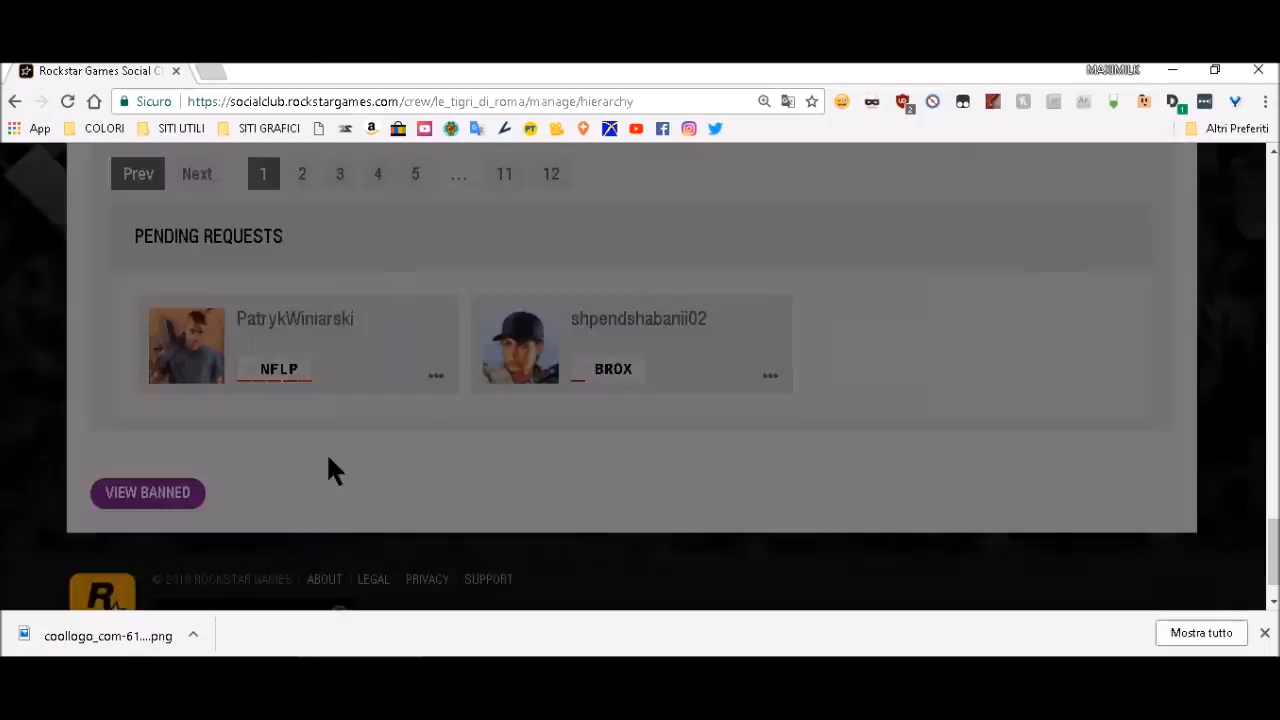 Rockstar Games Social C
MAXIMILK
Sicuro
https://socialclub.rockstargames.com/crew/le_tigri_di_roma/manage/hierarchy
App COLORI SITI UTILI SITI GRAFICI Altri Preferiti
Prev Next 1 2 3 4 5 ... 11 12
PENDING REQUESTS
PatrykWiniarski shpendshabanii02
NFLP ... BROX ...
VIEW BANNED
ROCKSTAR GAMES ABOUT LEGAL PRIVACY SUPPORT
R
coollogo_com-61....png Mostra tutto